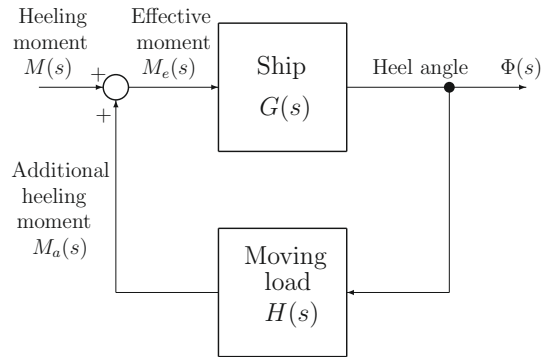 Heeling
moment
M(s)
+
+
Effective
moment
M_e(s)
Ship
G(s)
Heel angle
Φ(s)
Additional
heeling
moment
M_a(s)
Moving
load
H(s)